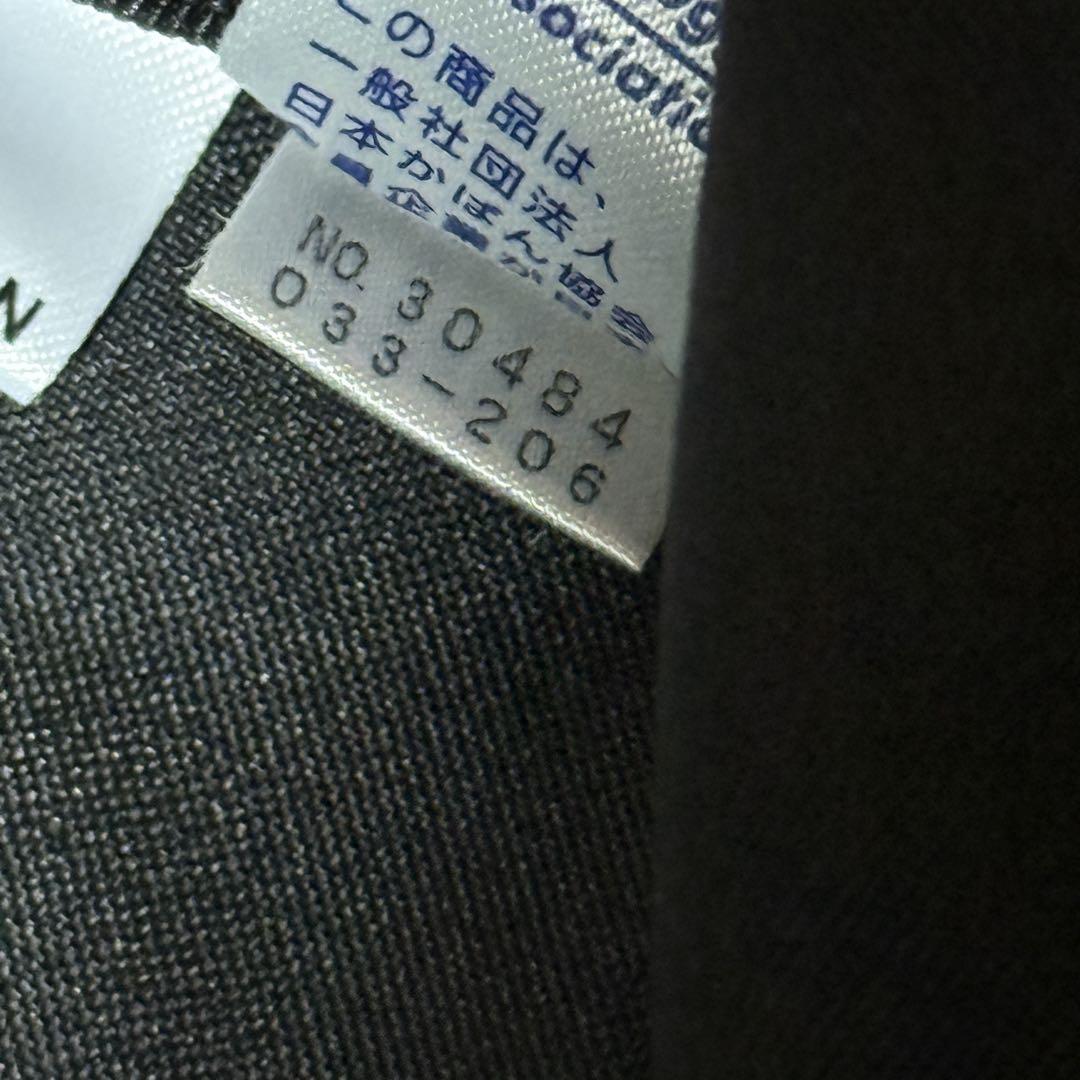 この商品は、
一般社団法人
日本かばん協会
NO. 30484
033-206
N